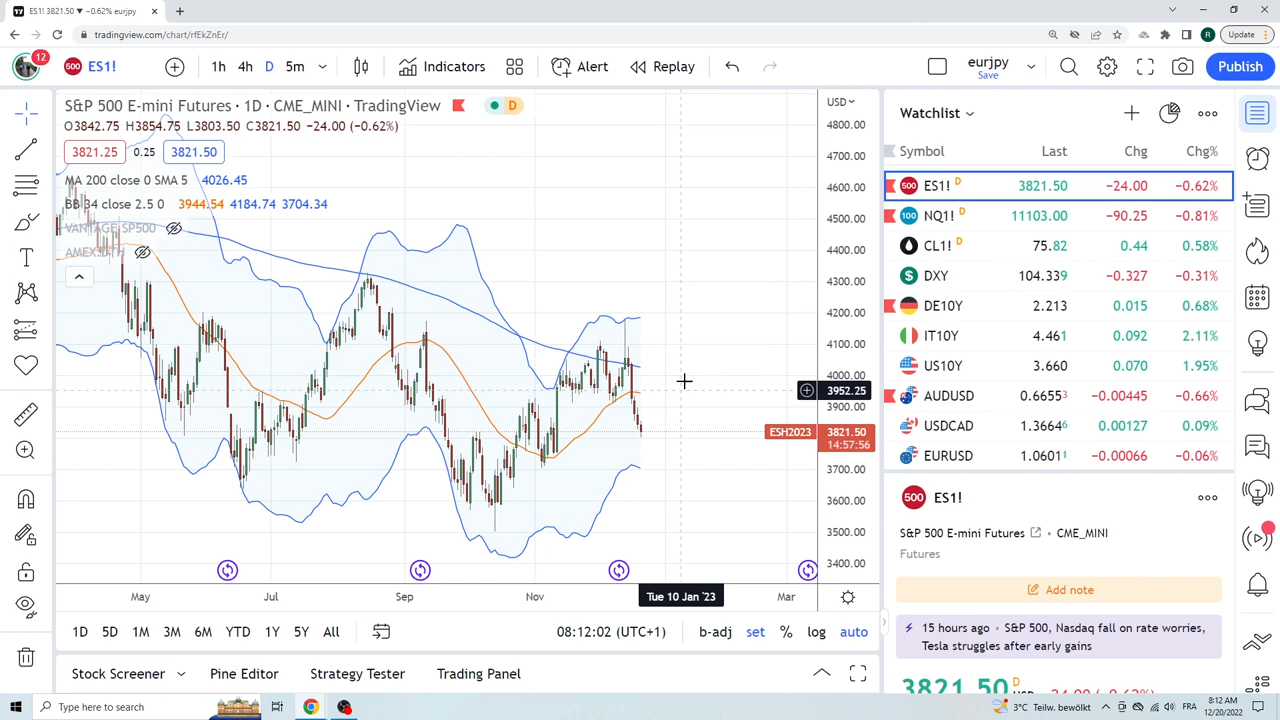 ES1! 3821.50 ▼ −0.62% eurjpy
tradingview.com/chart/rfEkZnEr/
Update
12
500 ES1! 1h 4h D 5m Indicators Alert Replay eurjpy Save Publish
S&P 500 E-mini Futures · 1D · CME_MINI · TradingView D
O3842.75 H3854.75 L3803.50 C3821.50 −24.00 (−0.62%)
3821.25 0.25 3821.50
MA 200 close 0 SMA 5 4026.45
BB 34 close 2.5 0 3944.54 4184.74 3704.34
VANTAGE:SP500
USD
4800.00
4700.00
4600.00
4500.00
4400.00
4300.00
4200.00
4100.00
4000.00
3952.25
3900.00
ESH2023 3821.50
14:57:56
3700.00
3600.00
3500.00
3400.00
May Jul Sep Nov Tue 10 Jan '23 Mar
1D 5D 1M 3M 6M YTD 1Y 5Y All 08:12:02 (UTC+1) b-adj set % log auto
Stock Screener Pine Editor Strategy Tester Trading Panel
Watchlist
Symbol Last Chg Chg%
500 ES1! D 3821.50 −24.00 −0.62%
100 NQ1! D 11103.00 −90.25 −0.81%
CL1! D 75.82 0.44 0.58%
DXY 104.339 −0.327 −0.31%
DE10Y 2.213 0.015 0.68%
IT10Y 4.461 0.092 2.11%
US10Y 3.660 0.070 1.95%
AUDUSD 0.66553 −0.00445 −0.66%
USDCAD 1.36646 0.00127 0.09%
EURUSD 1.06011 −0.00066 −0.06%
500 ES1!
S&P 500 E-mini Futures · CME_MINI
Futures
Add note
15 hours ago · S&P 500, Nasdaq fall on rate worries,
Tesla struggles after early gains
3821.50 D
Type here to search
3°C Teilw. bewölkt FRA 8:12 AM
12/20/2022